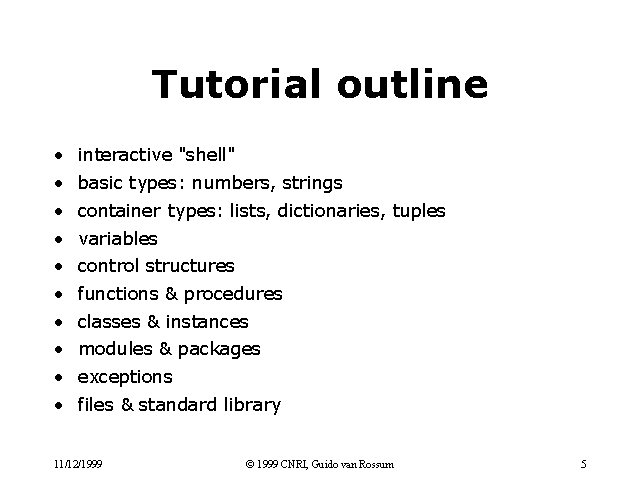 Tutorial outline
• interactive "shell"
• basic types: numbers, strings
• container types: lists, dictionaries, tuples
• variables
• control structures
• functions & procedures
• classes & instances
• modules & packages
• exceptions
• files & standard library
11/12/1999 © 1999 CNRI, Guido van Rossum 5